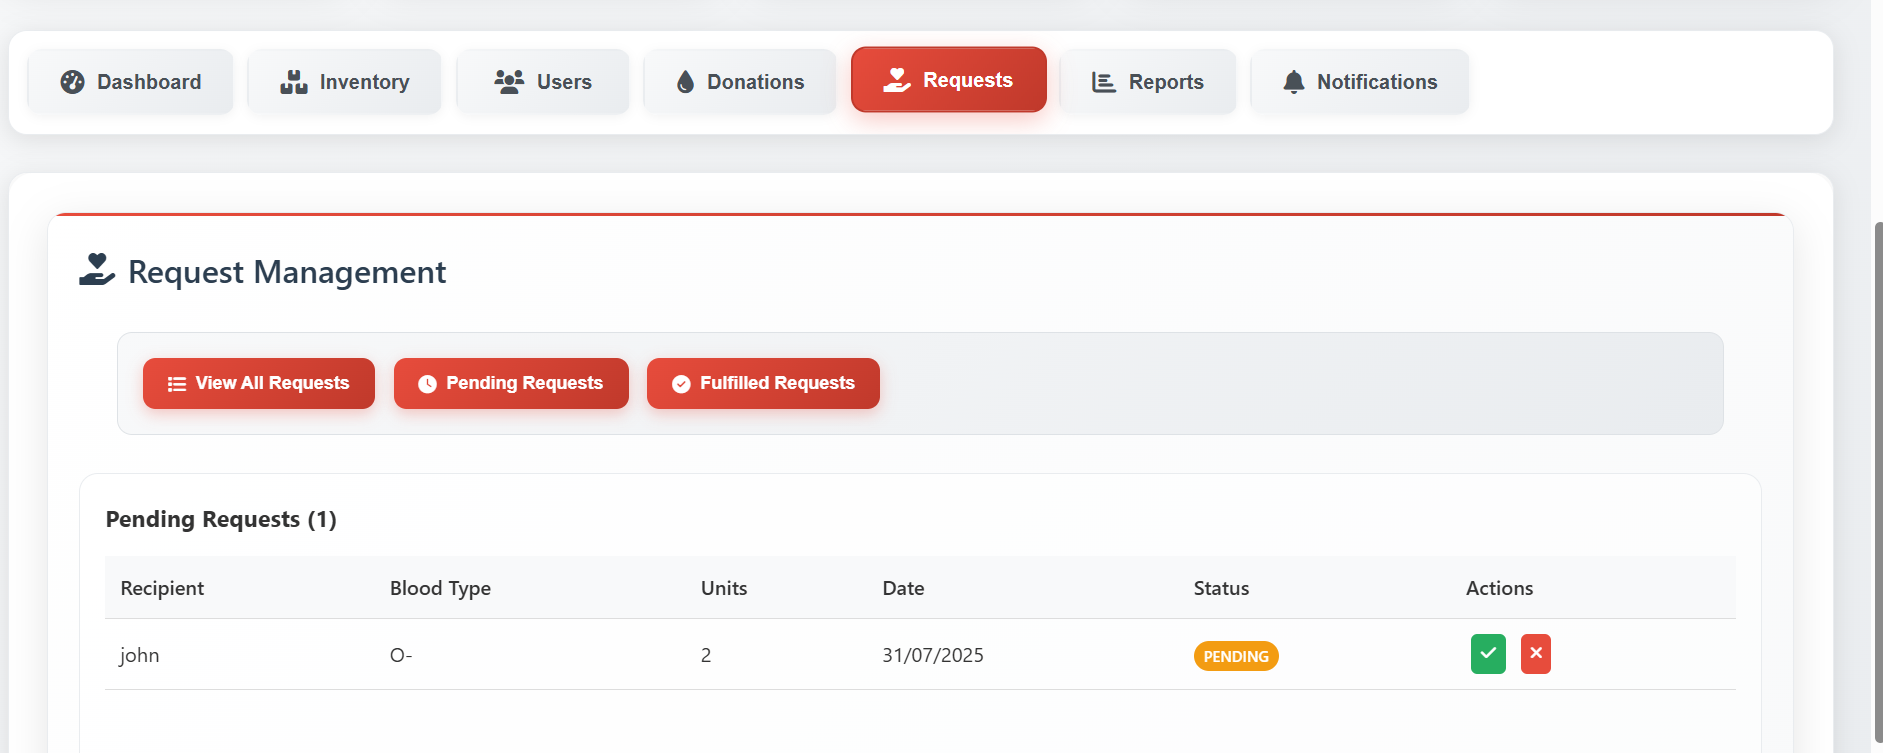 Dashboard Inventory Users Donations Requests Reports Notifications
Request Management
View All Requests Pending Requests Fulfilled Requests
Pending Requests (1)
Recipient Blood Type Units Date Status Actions
john O- 2 31/07/2025 PENDING